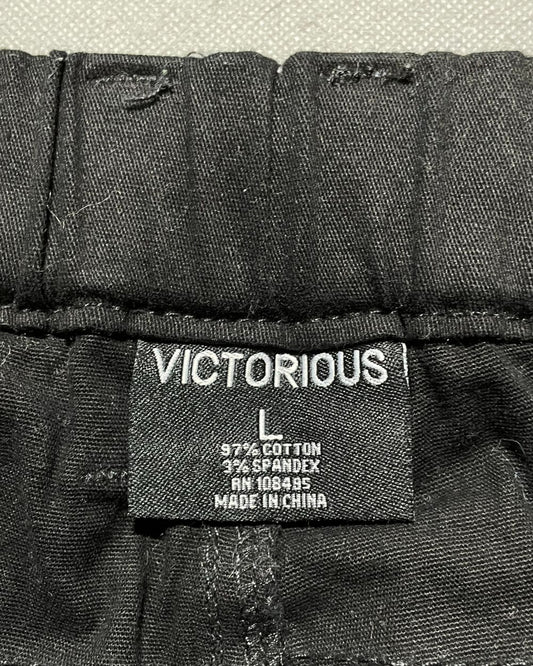 VICTORIOUS
L
97% COTTON
3% SPANDEX
RN 108495
MADE IN CHINA